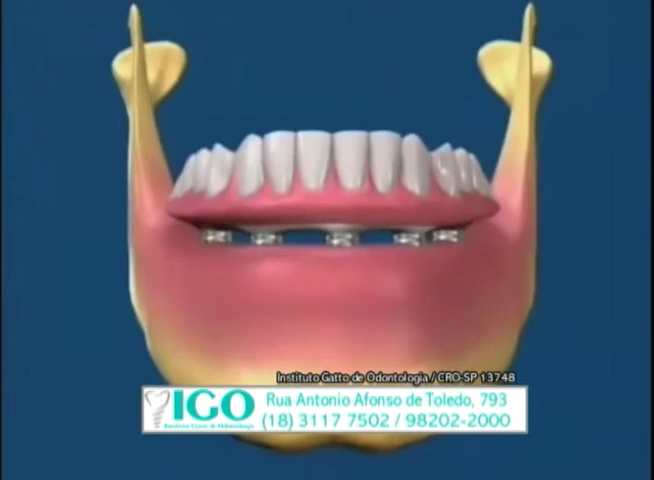 Instituto Gatto de Odontologia / CRO-SP 13748
IGO
Rua Antonio Afonso de Toledo, 793
(18) 3117 7502 / 98202-2000